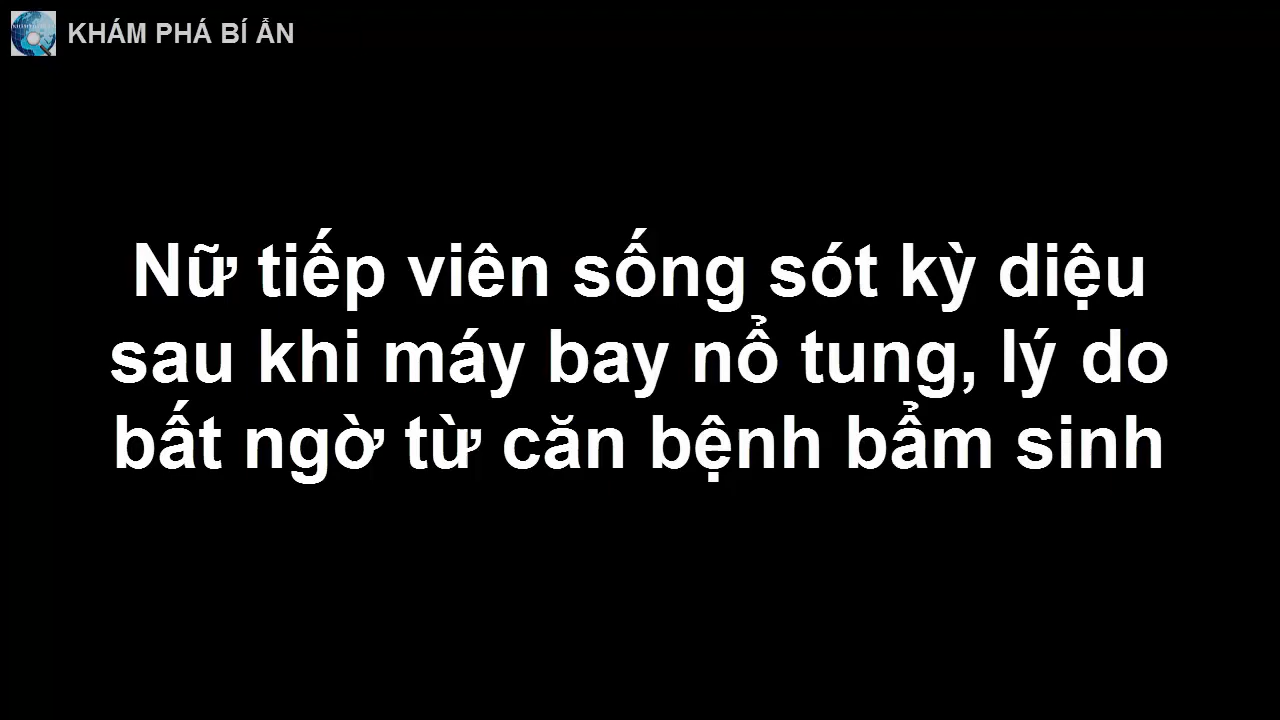 KHÁM PHÁ BÍ ẨN
Nữ tiếp viên sống sót kỳ diệu
sau khi máy bay nổ tung, lý do
bất ngờ từ căn bệnh bẩm sinh